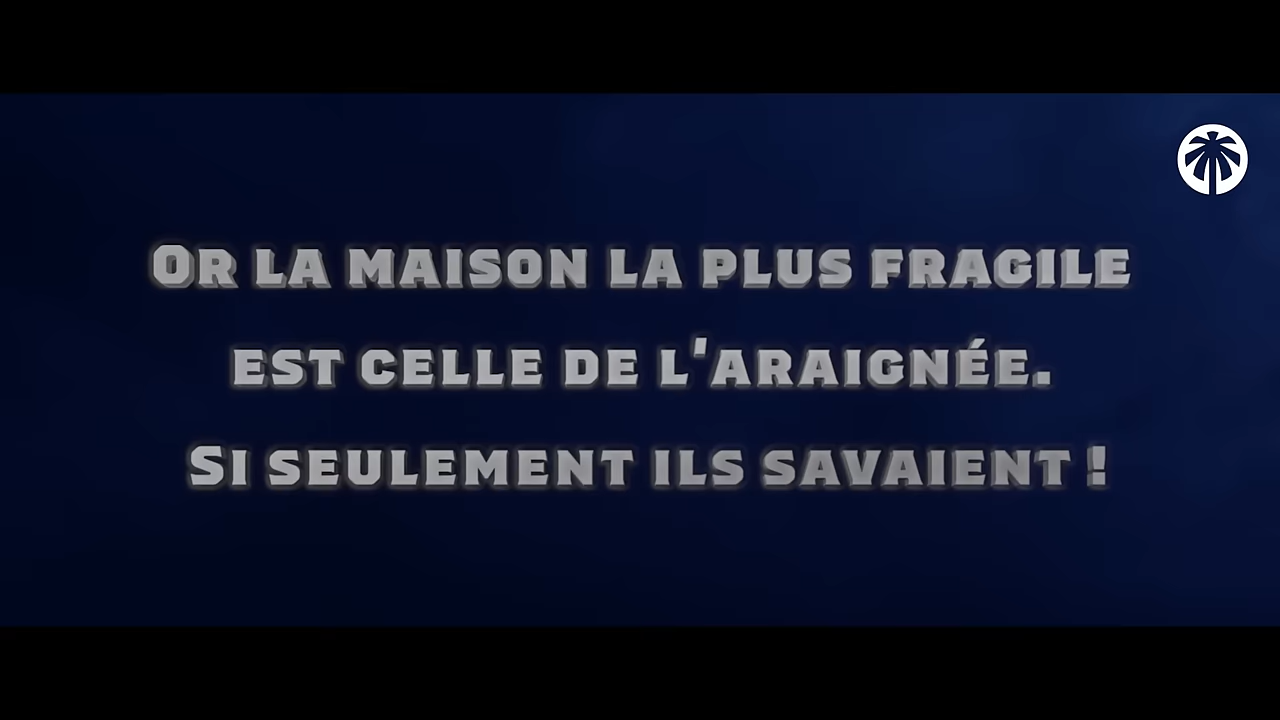 Or la maison la plus fragile
est celle de l'araignée.
Si seulement ils savaient !